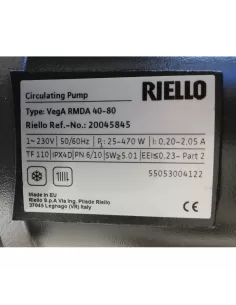 Circulating Pump
RIELLO
Type: VegA RMDA 40-80
Riello Ref.-No.: 20045845
1~230V 50/60Hz P₁: 25-470 W I: 0,20-2.05 A
TF 110 IPX4D PN 6/10 SW≥5.01 EEI≤0.23- Part 2
55053004122
Made in EU
Riello S.p.A Via Ing. Pilade Riello
37045 Legnago (VR) Italy